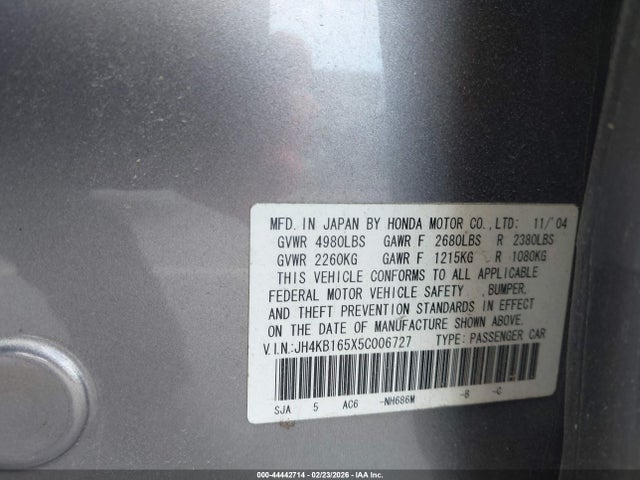 MFD. IN JAPAN BY HONDA MOTOR CO.,LTD: 11/'04
GVWR 4980LBS GAWR F 2680LBS R 2380LBS
GVWR 2260KG GAWR F 1215KG R 1080KG
THIS VEHICLE CONFORMS TO ALL APPLICABLE
FEDERAL MOTOR VEHICLE SAFETY ,BUMPER,
AND THEFT PREVENTION STANDARDS IN EFFECT
ON THE DATE OF MANUFACTURE SHOWN ABOVE.
V.I.N.:JH4KB165X5C006727 TYPE: PASSENGER CAR
SJA 5 AC6 -NH686M -B -C
000-44442714 - 02/23/2026 - IAA Inc.